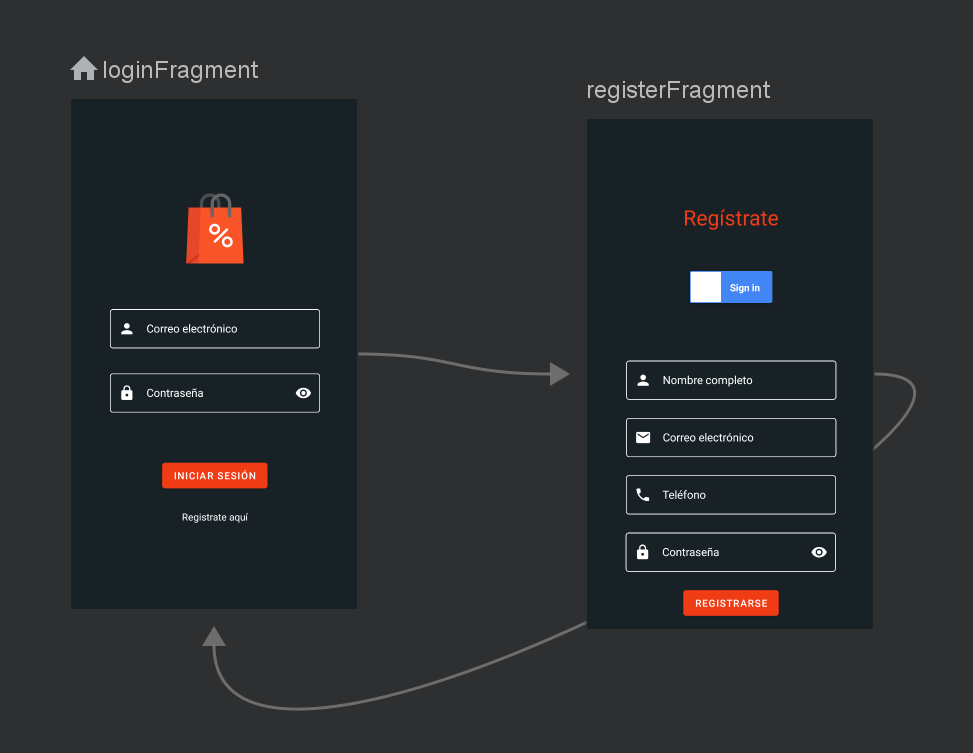 loginFragment
%
Correo electrónico
Contraseña
INICIAR SESIÓN
Registrate aquí
registerFragment
Regístrate
Sign in
Nombre completo
Correo electrónico
Teléfono
Contraseña
REGISTRARSE